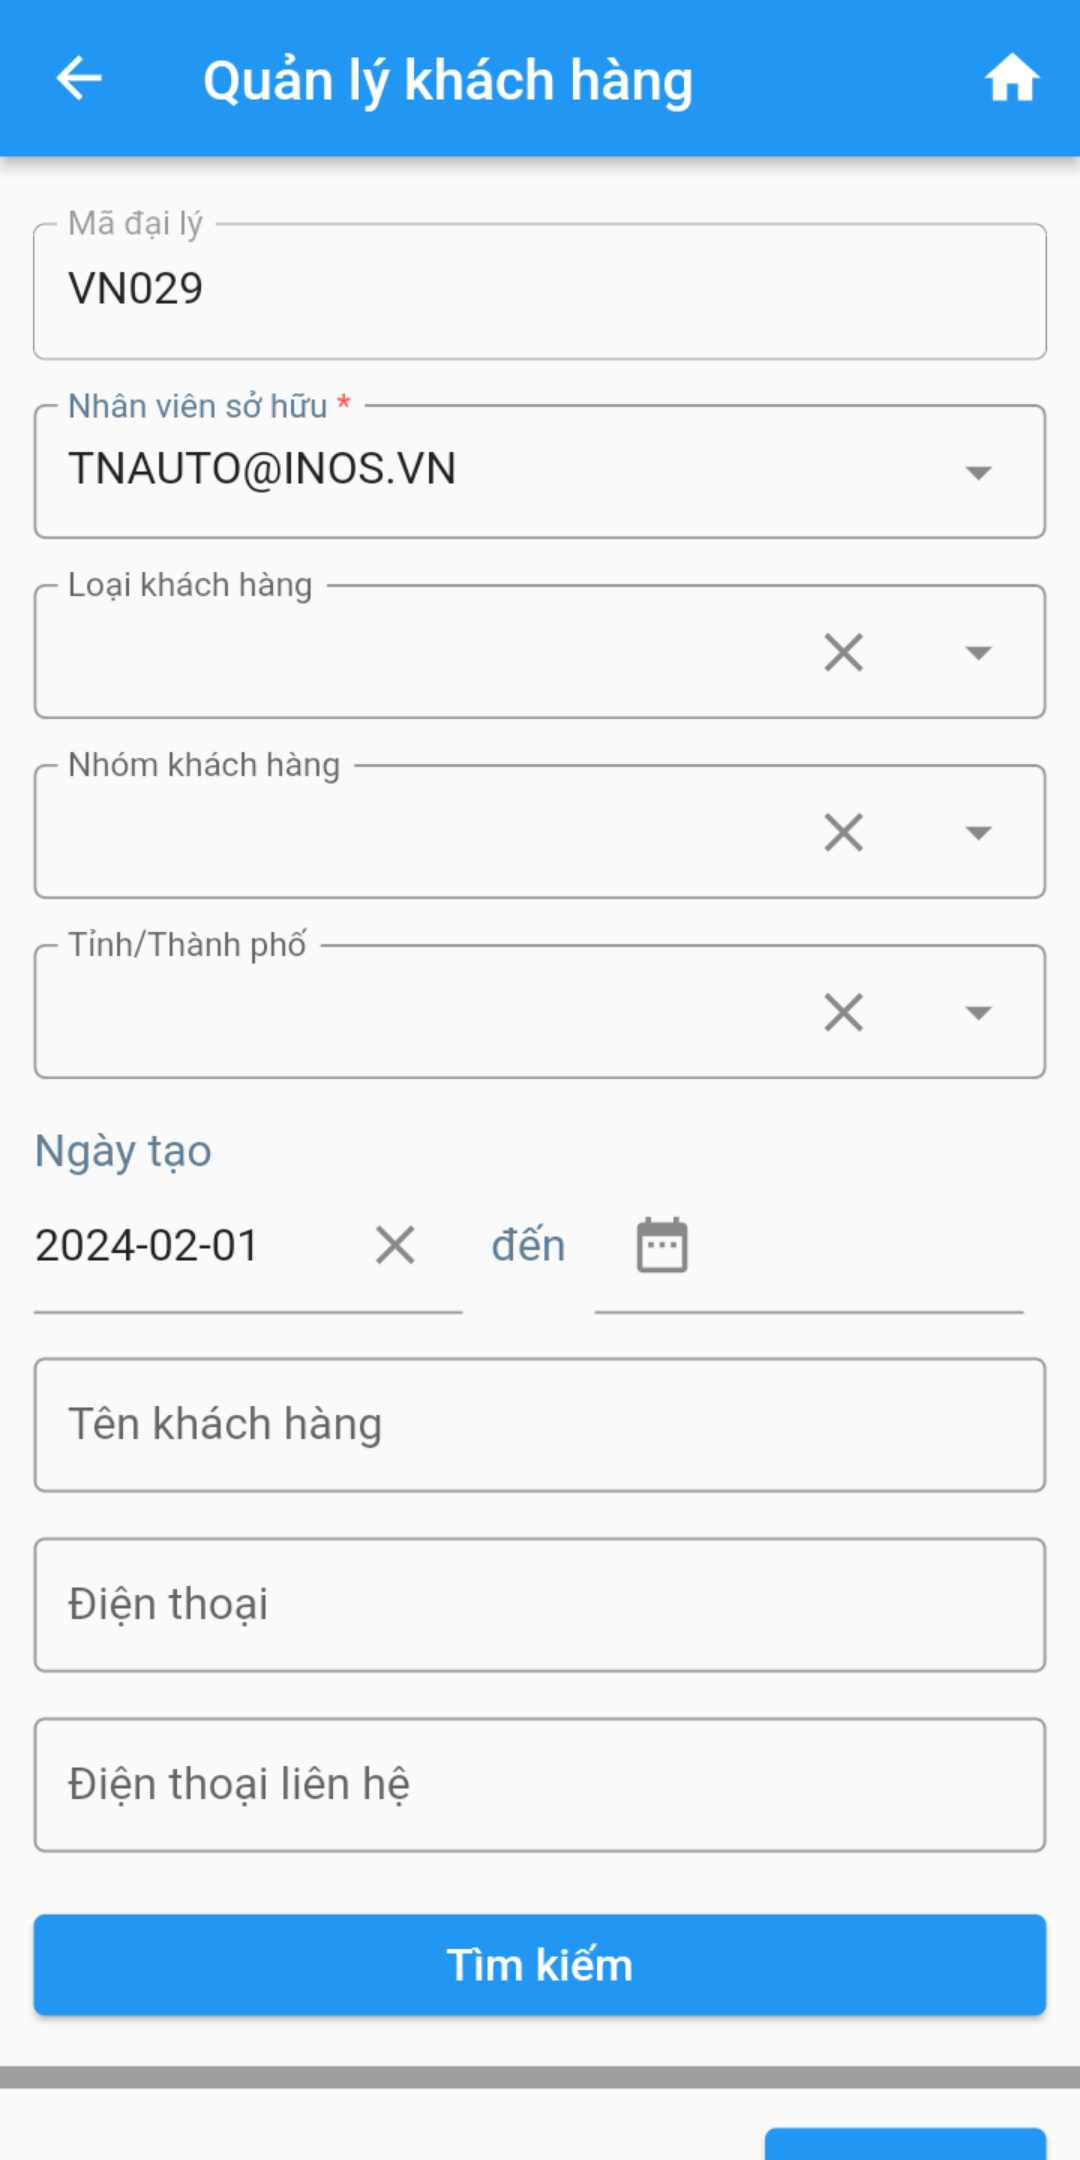 Quản lý khách hàng
Mã đại lý
VN029
Nhân viên sở hữu *
TNAUTO@INOS.VN
Loại khách hàng
Nhóm khách hàng
Tỉnh/Thành phố
Ngày tạo
2024-02-01 đến
Tên khách hàng
Điện thoại
Điện thoại liên hệ
Tìm kiếm